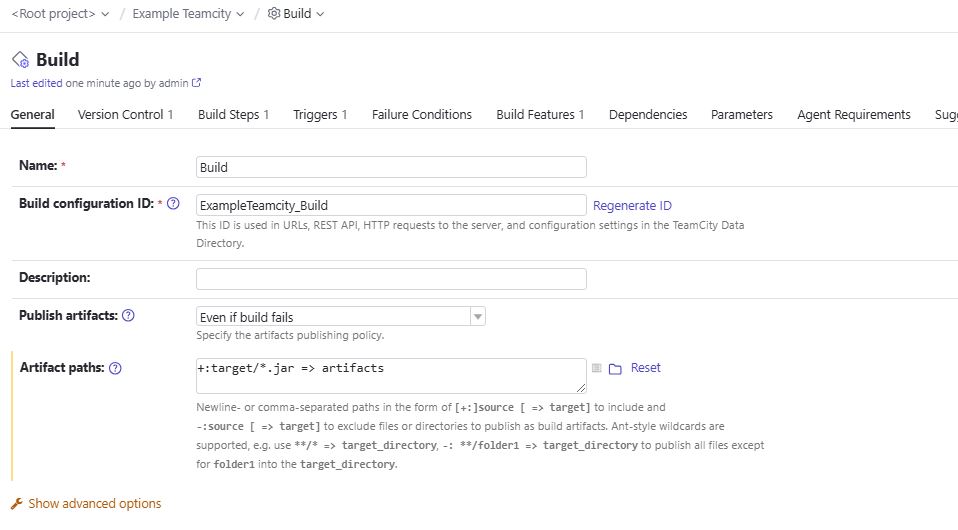 <Root project> / Example Teamcity / Build
Build
Last edited one minute ago by admin
General Version Control 1 Build Steps 1 Triggers 1 Failure Conditions Build Features 1 Dependencies Parameters Agent Requirements Sugg
Name: *
Build
Build configuration ID: * ?
ExampleTeamcity_Build
Regenerate ID
This ID is used in URLs, REST API, HTTP requests to the server, and configuration settings in the TeamCity Data
Directory.
Description:
Publish artifacts: ?
Even if build fails
Specify the artifacts publishing policy.
Artifact paths: ?
+:target/*.jar => artifacts
Reset
Newline- or comma-separated paths in the form of [+:]source [ => target] to include and
-:source [ => target] to exclude files or directories to publish as build artifacts. Ant-style wildcards are
supported, e.g. use **/* => target_directory, -: **/folder1 => target_directory to publish all files except
for folder1 into the target_directory.
Show advanced options